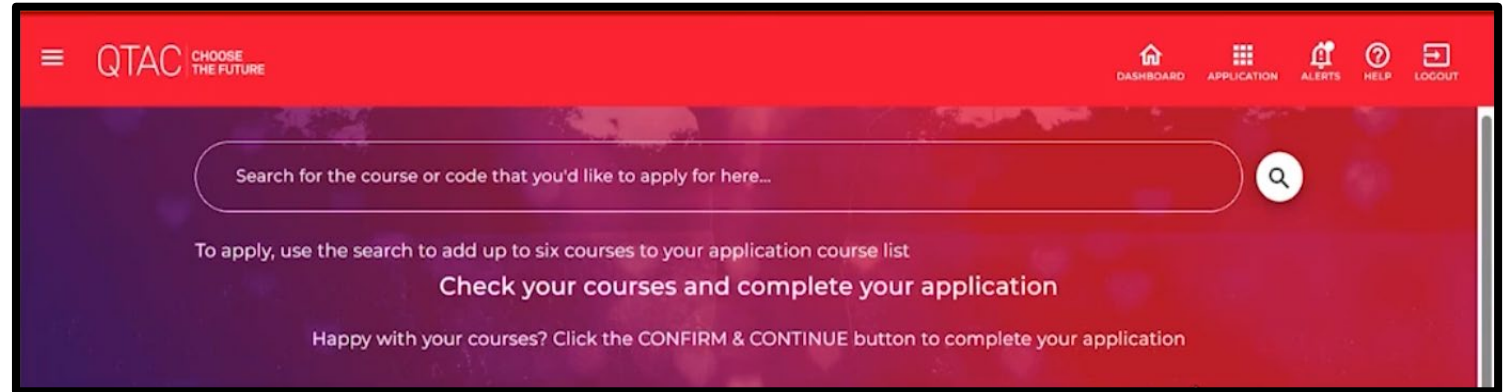 QTAC CHOOSE
THE FUTURE
DASHBOARD APPLICATION ALERTS HELP LOGOUT
Search for the course or code that you'd like to apply for here...
To apply, use the search to add up to six courses to your application course list
Check your courses and complete your application
Happy with your courses? Click the CONFIRM & CONTINUE button to complete your application